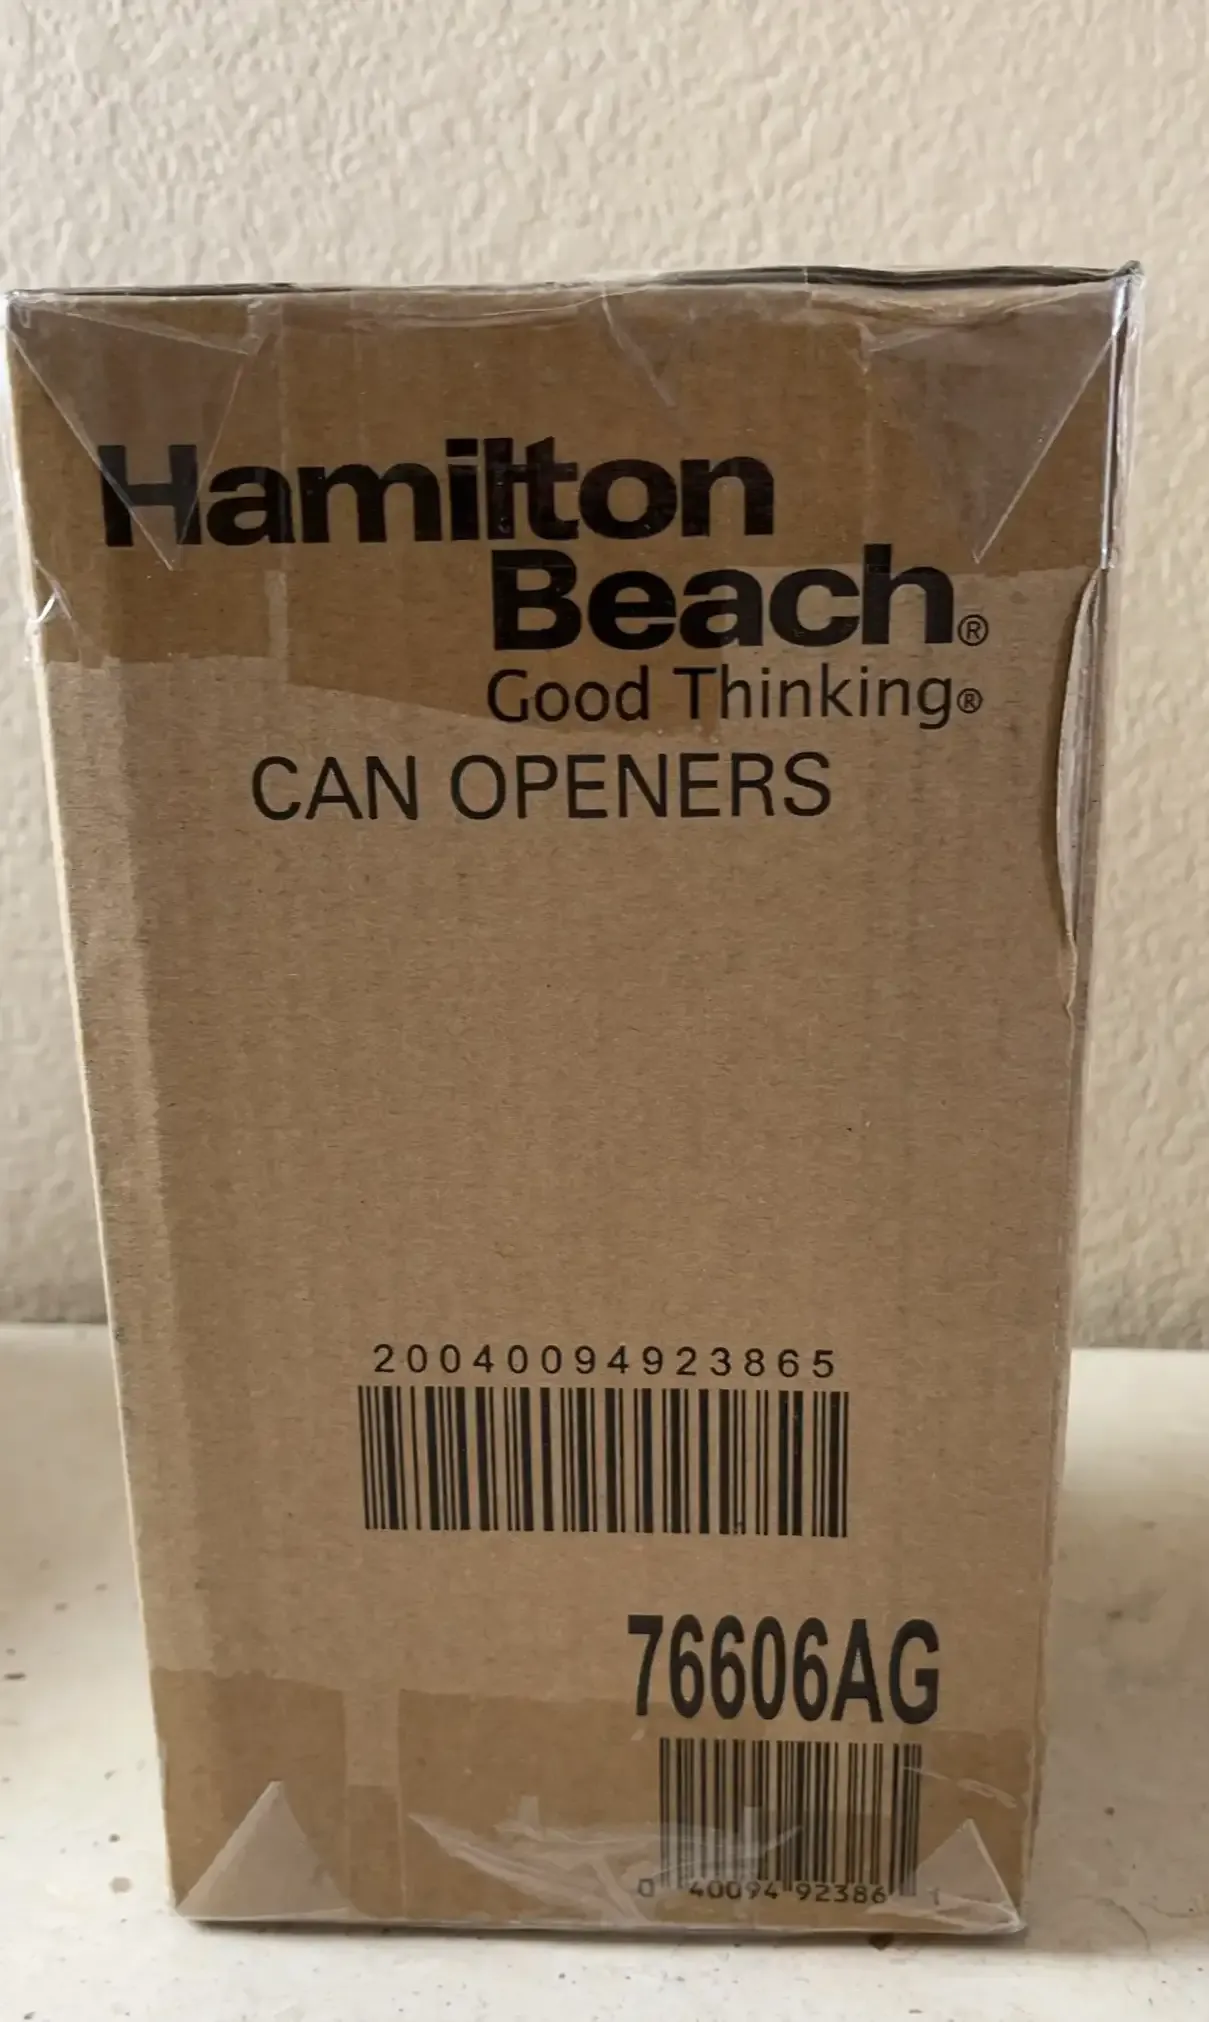 Hamilton
Beach®
Good Thinking®
CAN OPENERS
20040094923865
76606AG
0 40094 92386 1